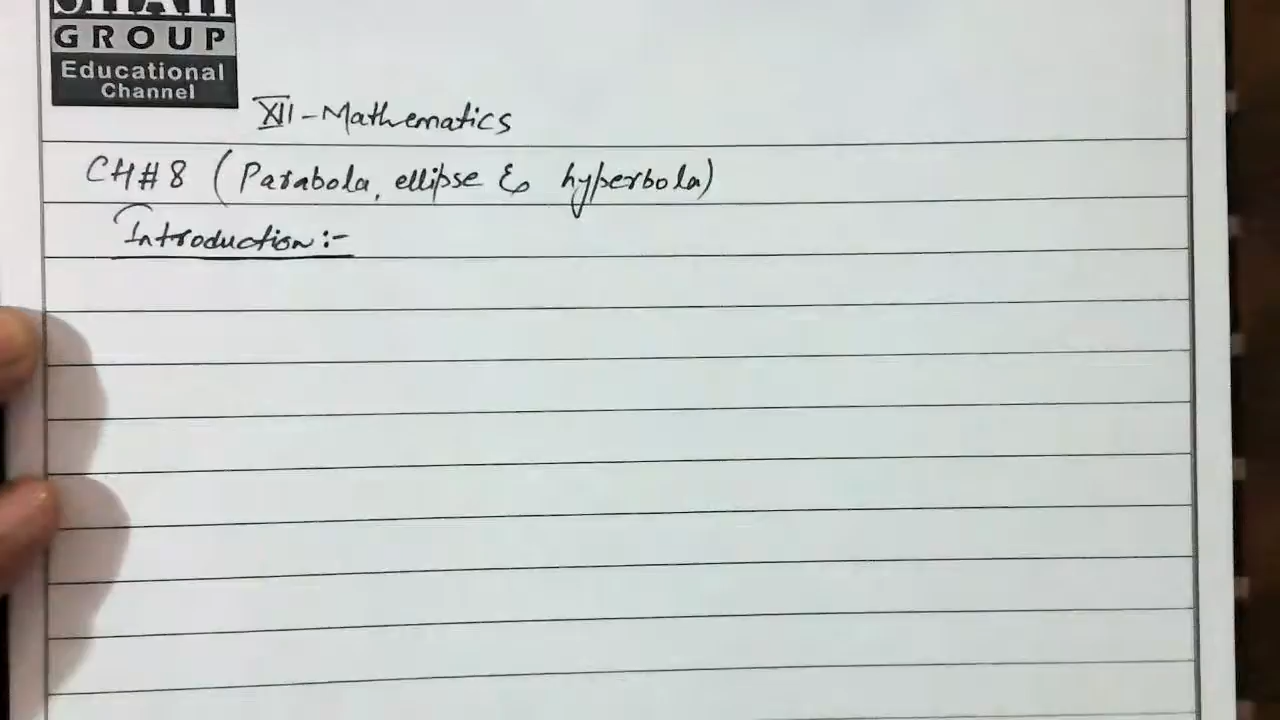 GROUP
Educational
Channel
XII-Mathematics
CH#8 (Parabola, ellipse & hyperbola)
Introduction:-